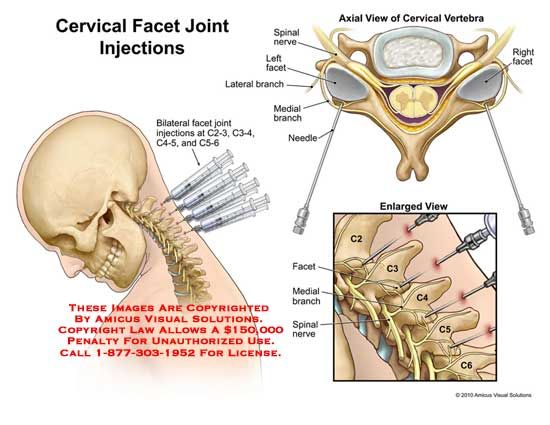 Cervical Facet Joint
Injections
Bilateral facet joint
injections at C2-3, C3-4,
C4-5, and C5-6
THESE IMAGES ARE COPYRIGHTED
BY AMICUS VISUAL SOLUTIONS.
COPYRIGHT LAW ALLOWS A $150,000
PENALTY FOR UNAUTHORIZED USE.
CALL 1-877-303-1952 FOR LICENSE.
Axial View of Cervical Vertebra
Spinal
nerve
Left
facet
Lateral branch
Medial
branch
Needle
Right
facet
Enlarged View
C2
C3
C4
C5
C6
Facet
Medial
branch
Spinal
nerve
© 2010 Amicus Visual Solutions